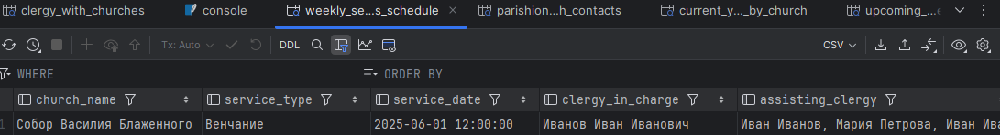 clergy_with_churches console weekly_se...s_schedule parishion...h_contacts current_y..._by_church upcoming_...e
Tx: Auto DDL CSV
WHERE ORDER BY
church_name service_type service_date clergy_in_charge assisting_clergy
1 Собор Василия Блаженного Венчание 2025-06-01 12:00:00 Иванов Иван Иванович Иван Иванов, Мария Петрова, Иван Ива